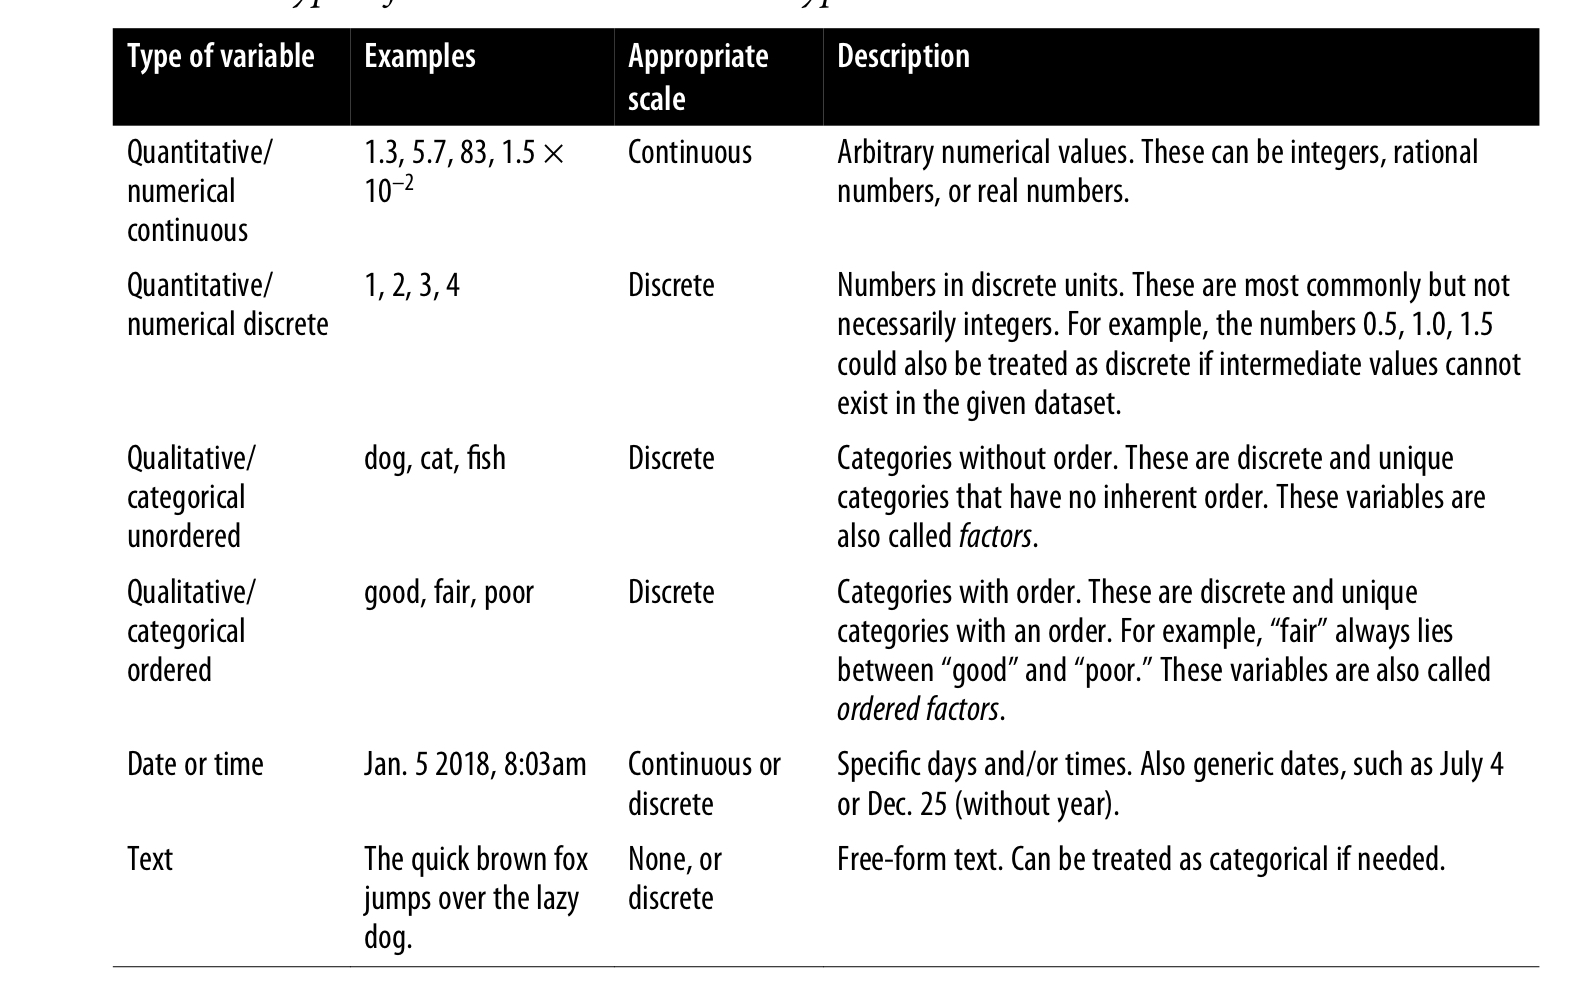 Type of variable Examples Appropriate scale Description
Quantitative/ numerical continuous 1.3, 5.7, 83, 1.5 × 10⁻² Continuous Arbitrary numerical values. These can be integers, rational numbers, or real numbers.
Quantitative/ numerical discrete 1, 2, 3, 4 Discrete Numbers in discrete units. These are most commonly but not necessarily integers. For example, the numbers 0.5, 1.0, 1.5 could also be treated as discrete if intermediate values cannot exist in the given dataset.
Qualitative/ categorical unordered dog, cat, fish Discrete Categories without order. These are discrete and unique categories that have no inherent order. These variables are also called factors.
Qualitative/ categorical ordered good, fair, poor Discrete Categories with order. These are discrete and unique categories with an order. For example, “fair” always lies between “good” and “poor.” These variables are also called ordered factors.
Date or time Jan. 5 2018, 8:03am Continuous or discrete Specific days and/or times. Also generic dates, such as July 4 or Dec. 25 (without year).
Text The quick brown fox jumps over the lazy dog. None, or discrete Free-form text. Can be treated as categorical if needed.